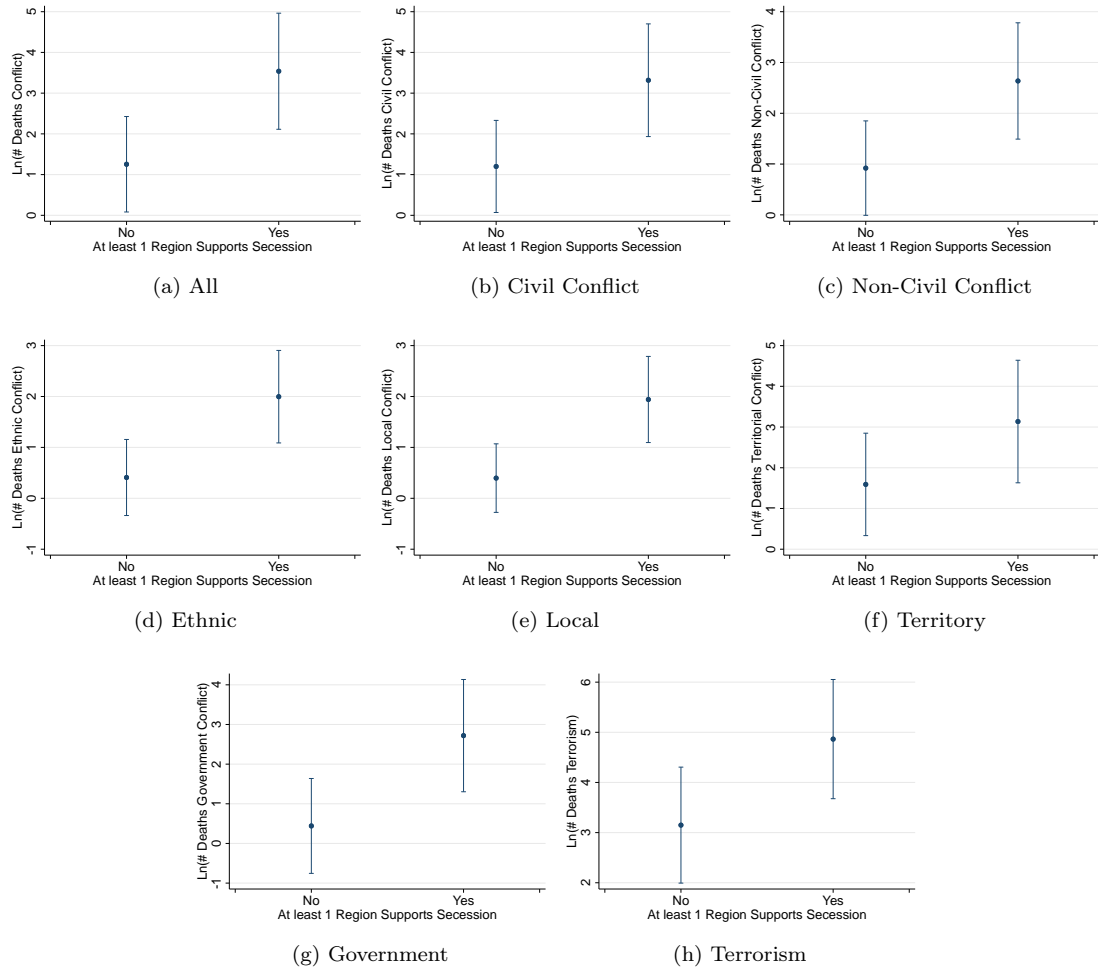 Ln(# Deaths Conflict)
0 1 2 3 4 5
No Yes
At least 1 Region Supports Secession
(a) All
Ln(# Deaths Civil Conflict)
0 1 2 3 4 5
No Yes
At least 1 Region Supports Secession
(b) Civil Conflict
Ln(# Deaths Non-Civil Conflict)
0 1 2 3 4
No Yes
At least 1 Region Supports Secession
(c) Non-Civil Conflict
Ln(# Deaths Ethnic Conflict)
-1 0 1 2 3
No Yes
At least 1 Region Supports Secession
(d) Ethnic
Ln(# Deaths Local Conflict)
-1 0 1 2 3
No Yes
At least 1 Region Supports Secession
(e) Local
Ln(# Deaths Territorial Conflict)
0 1 2 3 4 5
No Yes
At least 1 Region Supports Secession
(f) Territory
Ln(# Deaths Government Conflict)
-1 0 1 2 3 4
No Yes
At least 1 Region Supports Secession
(g) Government
Ln(# Deaths Terrorism)
2 3 4 5 6
No Yes
At least 1 Region Supports Secession
(h) Terrorism